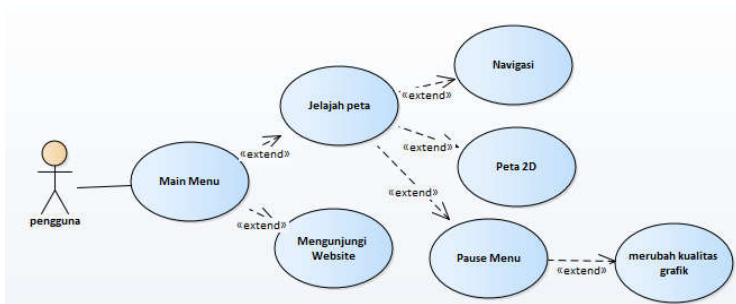 Navigasi
«extend»
Jelajah peta
«extend»
Peta 2D
«extend»
Main Menu
pengguna
«extend»
«extend»
Mengunjungi
Website
Pause Menu
«extend»
merubah kualitas
grafik